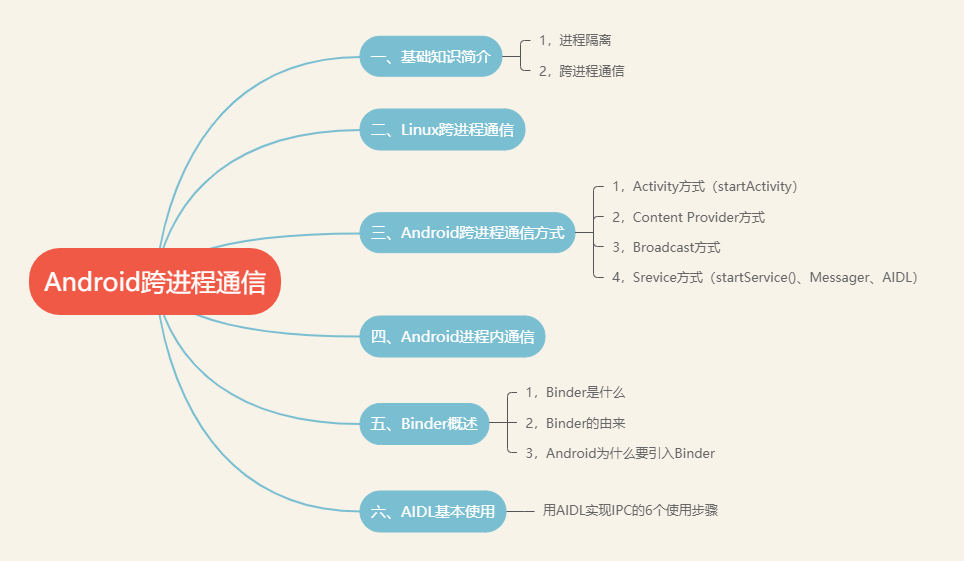 Android跨进程通信
一、基础知识简介
1，进程隔离
2，跨进程通信
二、Linux跨进程通信
三、Android跨进程通信方式
1，Activity方式（startActivity）
2，Content Provider方式
3，Broadcast方式
4，Srevice方式（startService()、Messager、AIDL）
四、Android进程内通信
五、Binder概述
1，Binder是什么
2，Binder的由来
3，Android为什么要引入Binder
六、AIDL基本使用
用AIDL实现IPC的6个使用步骤